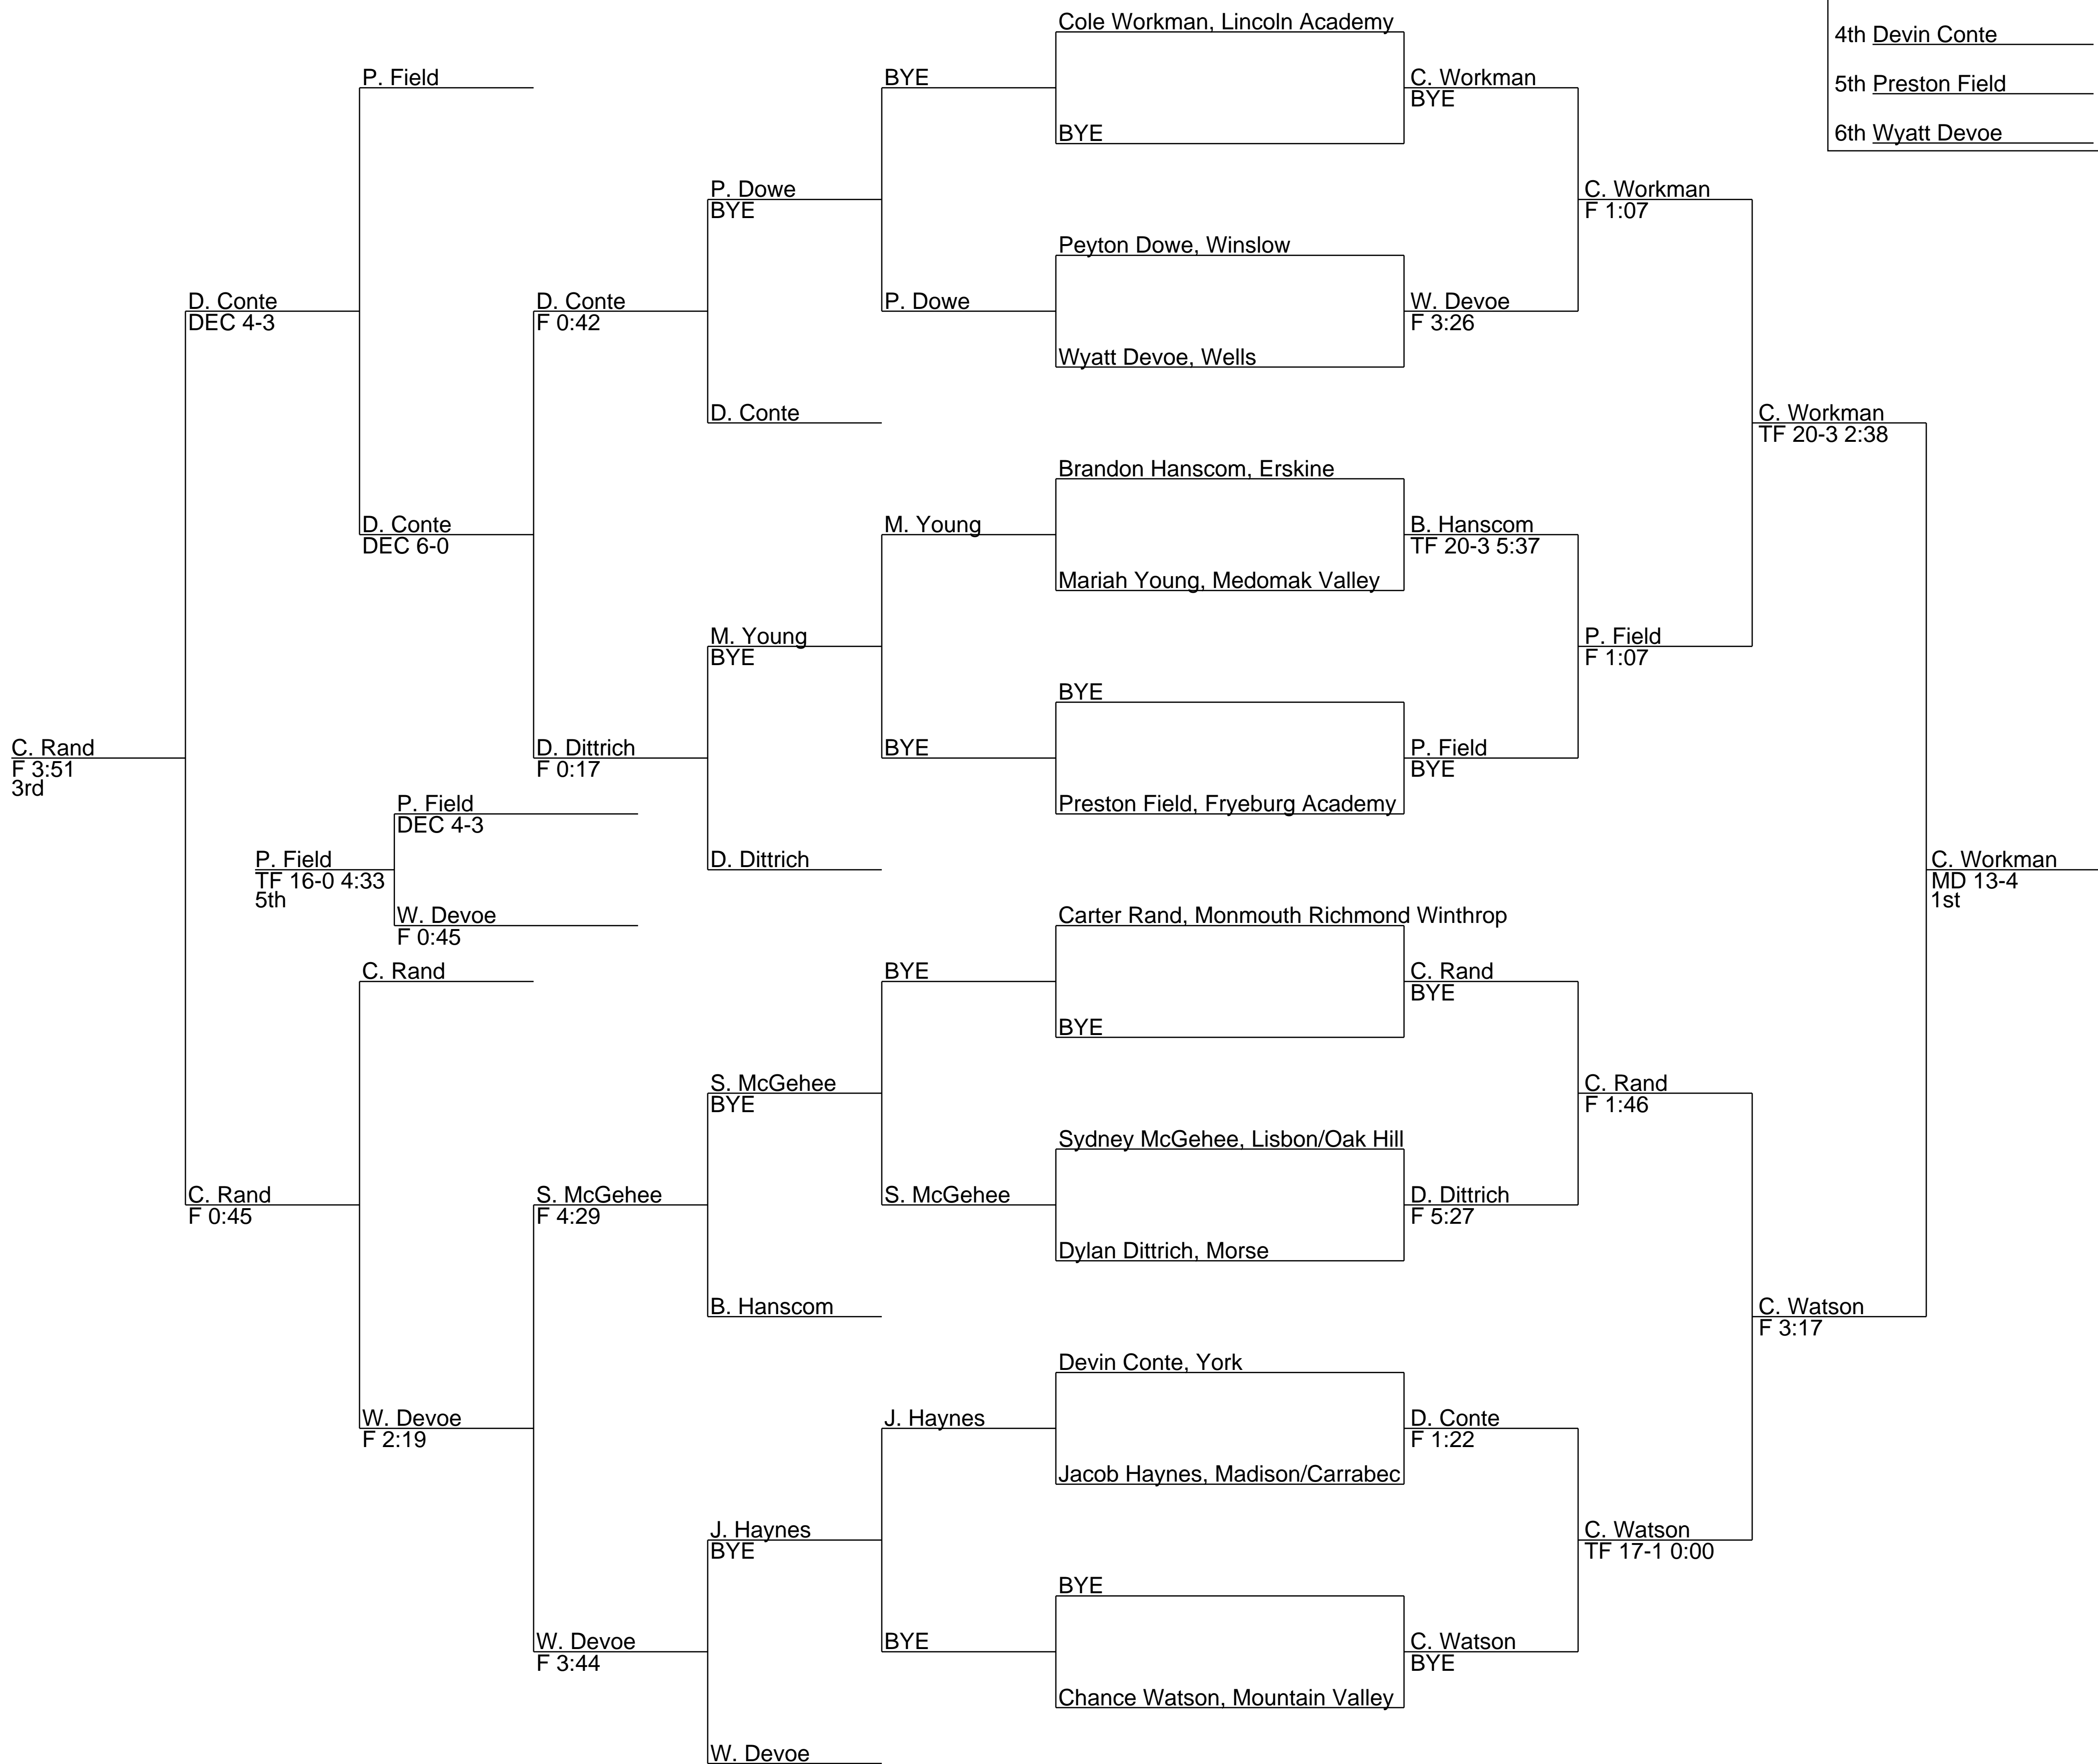 Cole Workman, Lincoln Academy
4th Devin Conte
P. Field
BYE
C. Workman
BYE
5th Preston Field
BYE
6th Wyatt Devoe
P. Dowe
BYE
C. Workman
F 1:07
Peyton Dowe, Winslow
D. Conte
DEC 4-3
D. Conte
F 0:42
P. Dowe
W. Devoe
F 3:26
Wyatt Devoe, Wells
D. Conte
C. Workman
TF 20-3 2:38
Brandon Hanscom, Erskine
D. Conte
DEC 6-0
M. Young
B. Hanscom
TF 20-3 5:37
Mariah Young, Medomak Valley
M. Young
BYE
P. Field
F 1:07
BYE
C. Rand
F 3:51
3rd
D. Dittrich
F 0:17
BYE
P. Field
BYE
P. Field
DEC 4-3
Preston Field, Fryeburg Academy
P. Field
TF 16-0 4:33
5th
D. Dittrich
C. Workman
MD 13-4
1st
W. Devoe
F 0:45
Carter Rand, Monmouth Richmond Winthrop
C. Rand
BYE
C. Rand
BYE
BYE
S. McGehee
BYE
C. Rand
F 1:46
Sydney McGehee, Lisbon/Oak Hill
C. Rand
F 0:45
S. McGehee
F 4:29
S. McGehee
D. Dittrich
F 5:27
Dylan Dittrich, Morse
B. Hanscom
C. Watson
F 3:17
Devin Conte, York
W. Devoe
F 2:19
J. Haynes
D. Conte
F 1:22
Jacob Haynes, Madison/Carrabec
J. Haynes
BYE
C. Watson
TF 17-1 0:00
BYE
W. Devoe
F 3:44
BYE
C. Watson
BYE
Chance Watson, Mountain Valley
W. Devoe